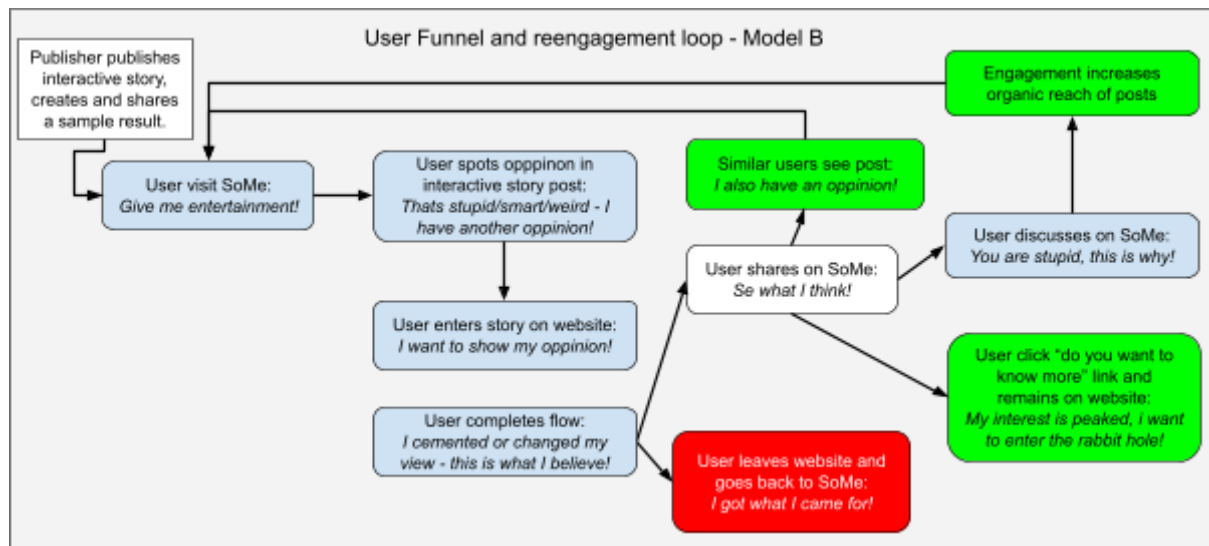 User Funnel and reengagement loop - Model B
Publisher publishes
interactive story,
creates and shares
a sample result.
User visit SoMe:
Give me entertainment!
User spots opppinon in
interactive story post:
Thats stupid/smart/weird - I
have another oppinion!
User enters story on website:
I want to show my oppinion!
User completes flow:
I cemented or changed my
view - this is what I believe!
Similar users see post:
I also have an oppinion!
User shares on SoMe:
Se what I think!
User leaves website and
goes back to SoMe:
I got what I came for!
Engagement increases
organic reach of posts
User discusses on SoMe:
You are stupid, this is why!
User click “do you want to
know more” link and
remains on website:
My interest is peaked, i want
to enter the rabbit hole!